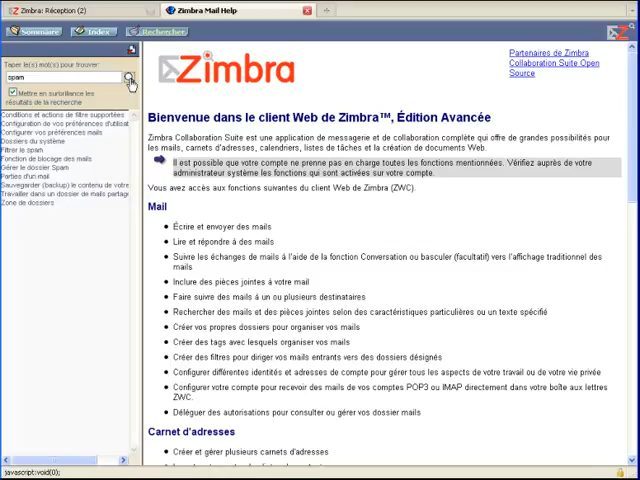 Zimbra: Réception (2)
Zimbra Mail Help
Sommaire
Index
Rechercher
Taper le(s) mot(s) pour trouver:
spam
Mettre en surbrillance les
résultats de la recherche
Conditions et actions de filtre supportées
Configuration de vos préférences d'utilisat
Configurer vos préférences mails
Dossiers du système
Filtrer le spam
Fonction de blocage des mails
Gérer le dossier Spam
Parties d'un mail
Sauvegarder (backup) le contenu de votre
Travailler dans un dossier de mails partagé
Zone de dossiers
Zimbra
Partenaires de Zimbra
Collaboration Suite Open
Source
Bienvenue dans le client Web de Zimbra™, Édition Avancée
Zimbra Collaboration Suite est une application de messagerie et de collaboration complète qui offre de grandes possibilités pour
les mails, carnets d'adresses, calendriers, listes de tâches et la création de documents Web.
Il est possible que votre compte ne prenne pas en charge toutes les fonctions mentionnées. Vérifiez auprès de votre
administrateur système les fonctions qui sont activées sur votre compte.
Vous avez accès aux fonctions suivantes du client Web de Zimbra (ZWC).
Mail
Écrire et envoyer des mails
Lire et répondre à des mails
Suivre les échanges de mails à l'aide de la fonction Conversation ou basculer (facultatif) vers l'affichage traditionnel des
mails.
Inclure des pièces jointes à votre mail
Faire suivre des mails à un ou plusieurs destinataires
Rechercher des mails et des pièces jointes selon des caractéristiques particulières ou un texte spécifié
Créer vos propres dossiers pour organiser vos mails
Créer des tags avec lesquels organiser vos mails
Créer des filtres pour diriger vos mails entrants vers des dossiers désignés
Configurer différentes identités et adresses de compte pour gérer tous les aspects de votre travail ou de votre vie privée
Configurer votre compte pour recevoir des mails de vos comptes POP3 ou IMAP directement dans votre boîte aux lettres
ZWC.
Déléguer des autorisations pour consulter ou gérer vos dossier mails
Carnet d'adresses
Créer et gérer plusieurs carnets d'adresses
javascript:void(0);